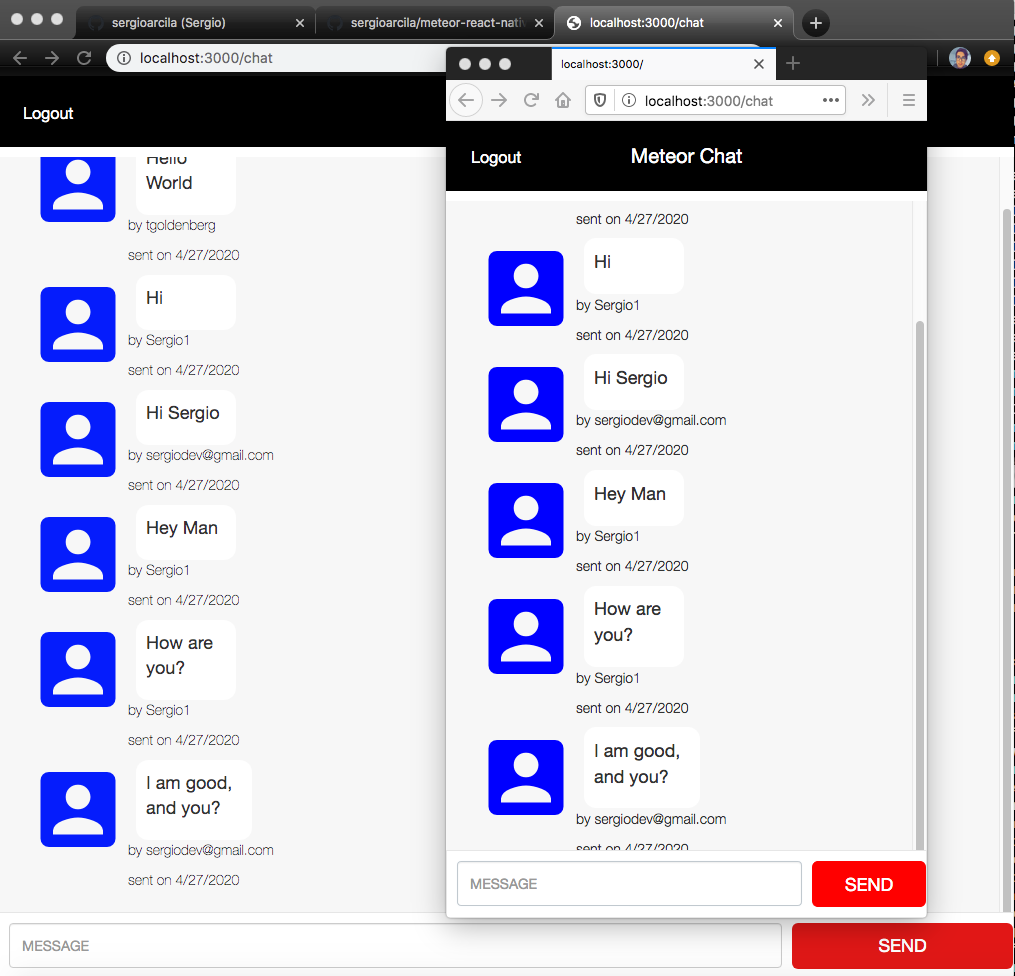 sergioarcila (Sergio)
sergioarcila/meteor-react-nativ
localhost:3000/chat
localhost:3000/chat
Logout
Hello
World
by tgoldenberg
sent on 4/27/2020
Hi
by Sergio1
sent on 4/27/2020
Hi Sergio
by sergiodev@gmail.com
sent on 4/27/2020
Hey Man
by Sergio1
sent on 4/27/2020
How are
you?
by Sergio1
sent on 4/27/2020
I am good,
and you?
by sergiodev@gmail.com
sent on 4/27/2020
MESSAGE
SEND
localhost:3000/
localhost:3000/chat
Logout
Meteor Chat
sent on 4/27/2020
Hi
by Sergio1
sent on 4/27/2020
Hi Sergio
by sergiodev@gmail.com
sent on 4/27/2020
Hey Man
by Sergio1
sent on 4/27/2020
How are
you?
by Sergio1
sent on 4/27/2020
I am good,
and you?
by sergiodev@gmail.com
sent on 4/27/2020
MESSAGE
SEND